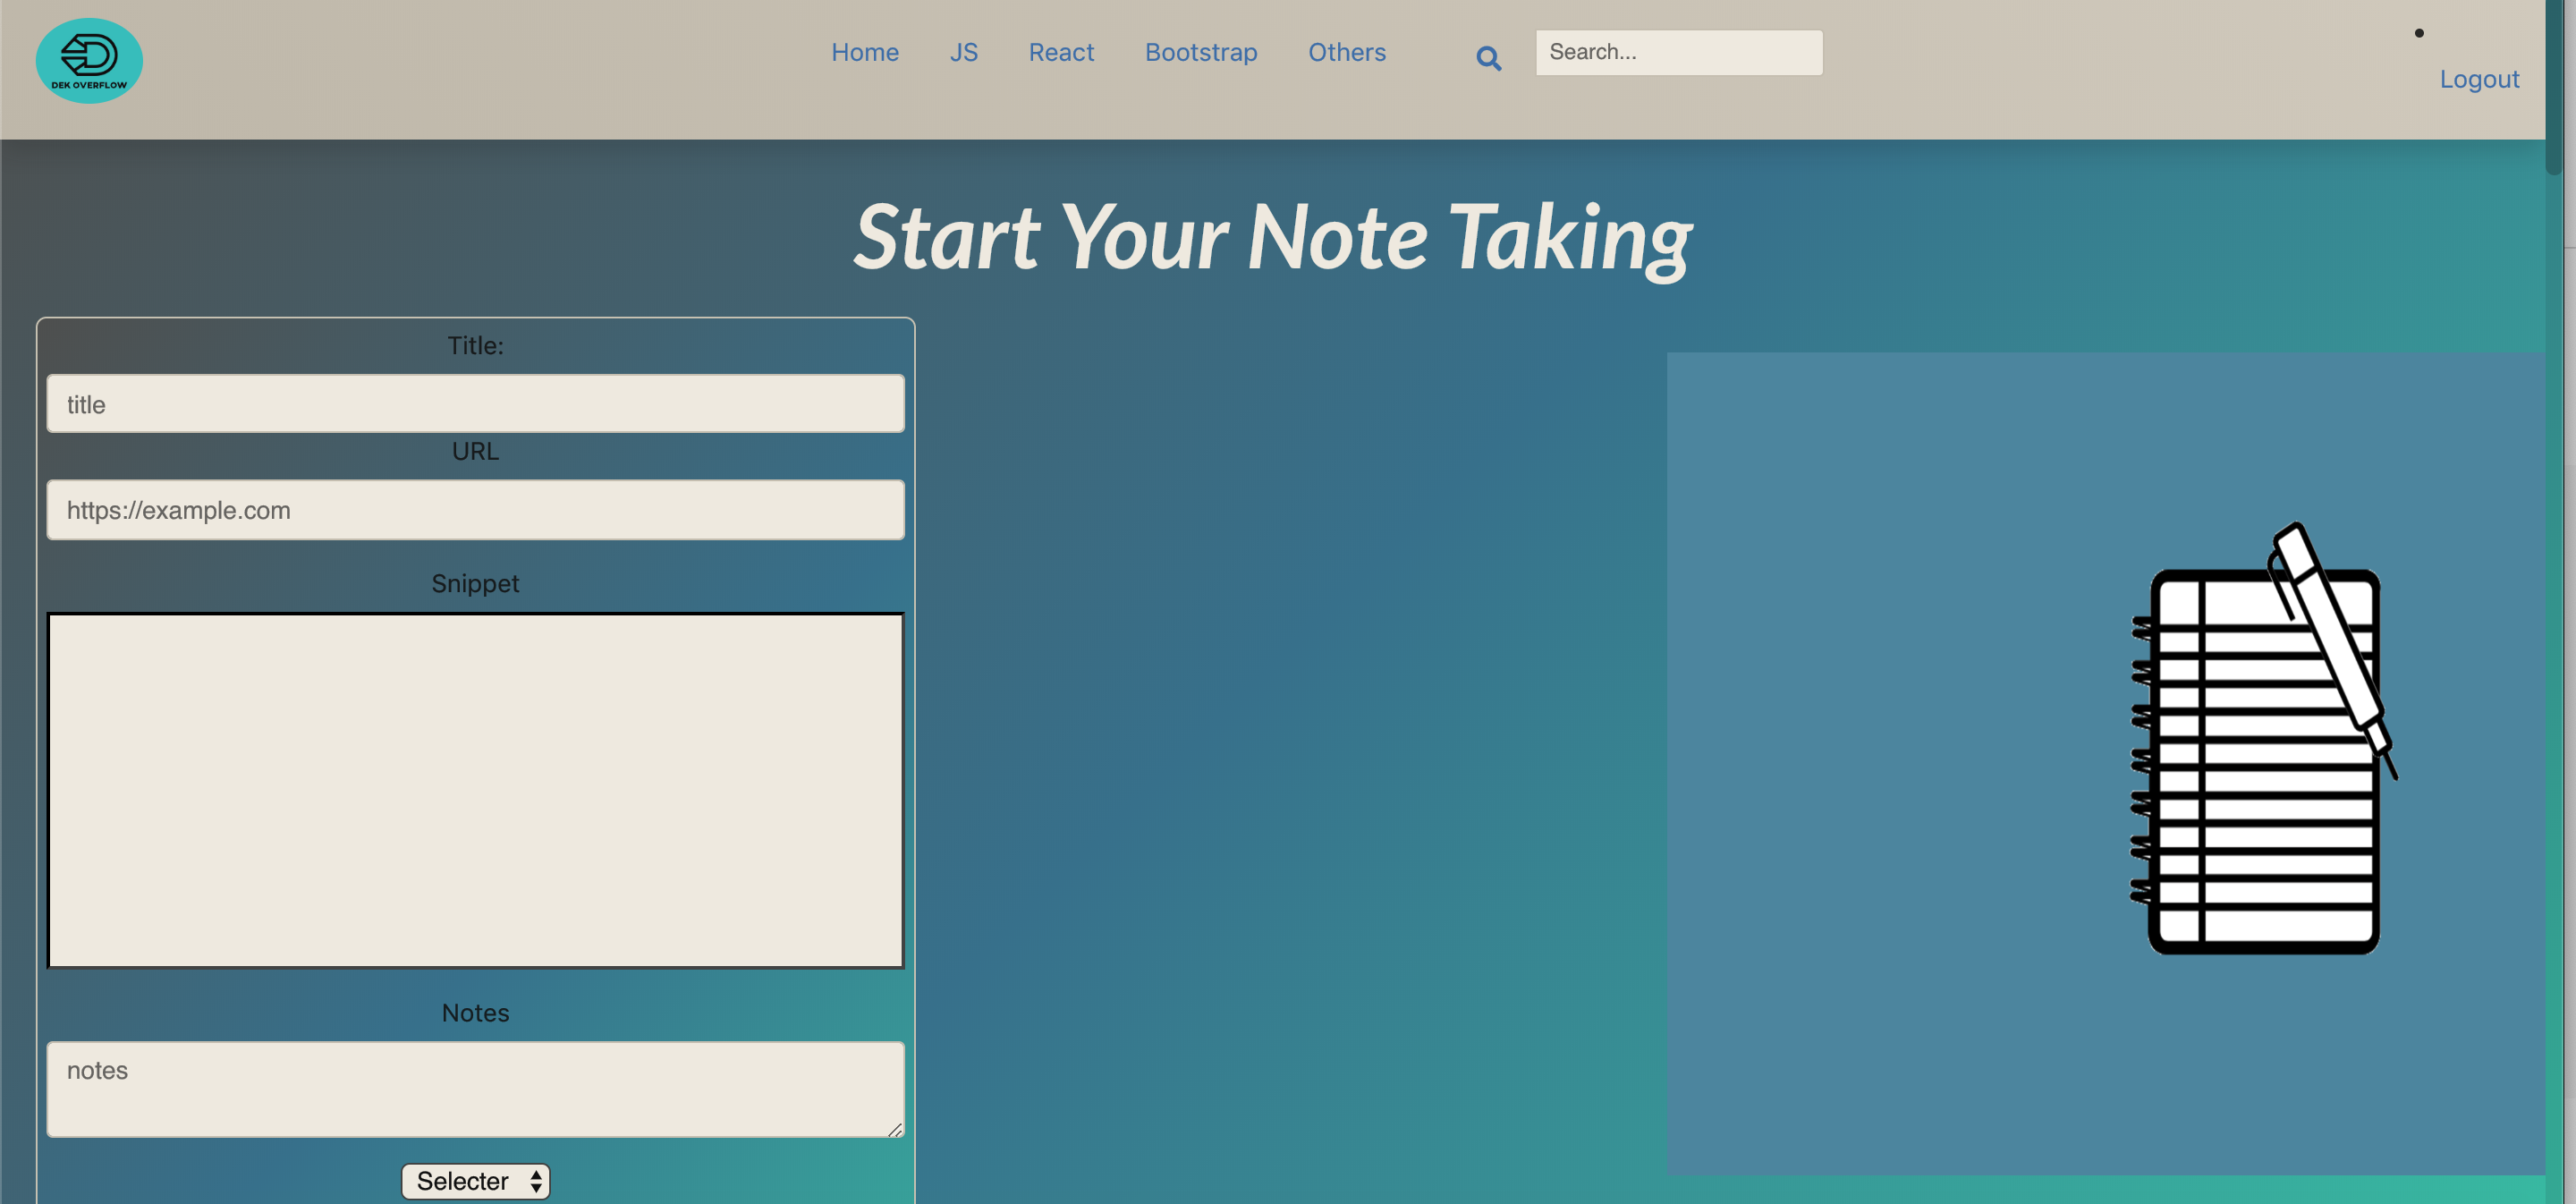 DEK OVERFLOW
Home JS React Bootstrap Others Search...
Logout
Start Your Note Taking
Title:
title
URL
https://example.com
Snippet
Notes
notes
Selecter